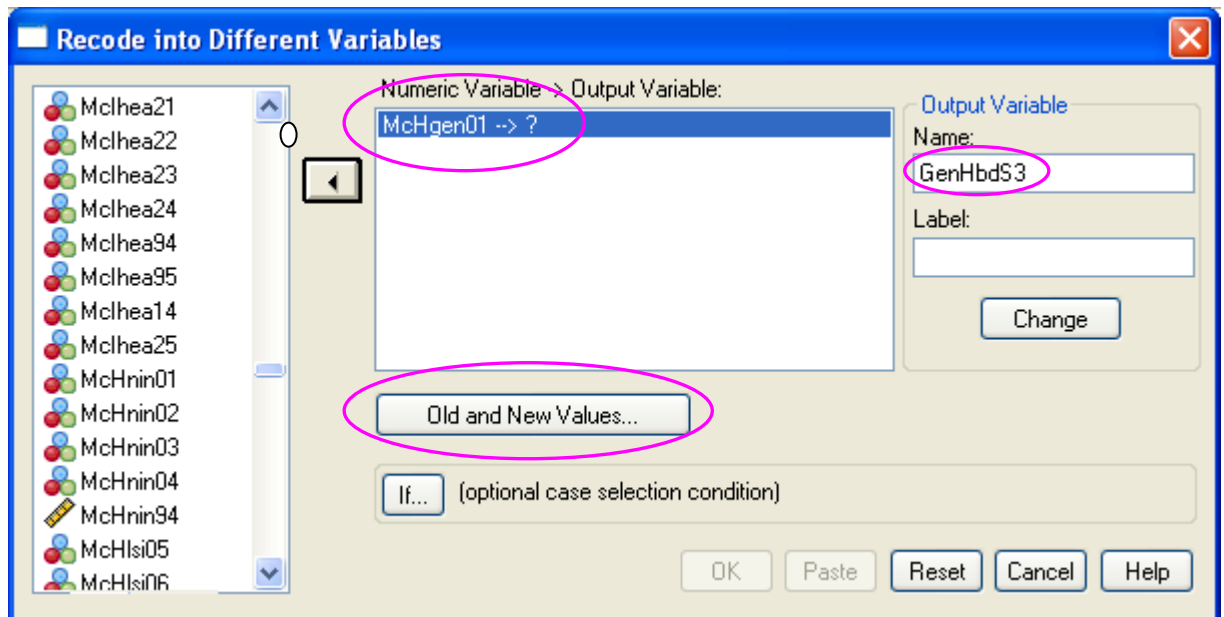 Recode into Different Variables
McIhea21
McIhea22
McIhea23
McIhea24
McIhea94
McIhea95
McIhea14
McIhea25
McHnin01
McHnin02
McHnin03
McHnin04
McHnin94
McHlsi05
McHlsi06
Numeric Variable -> Output Variable:
McHgen01 --> ?
Old and New Values...
If... (optional case selection condition)
Output Variable
Name:
GenHbdS3
Label:
Change
OK Paste Reset Cancel Help